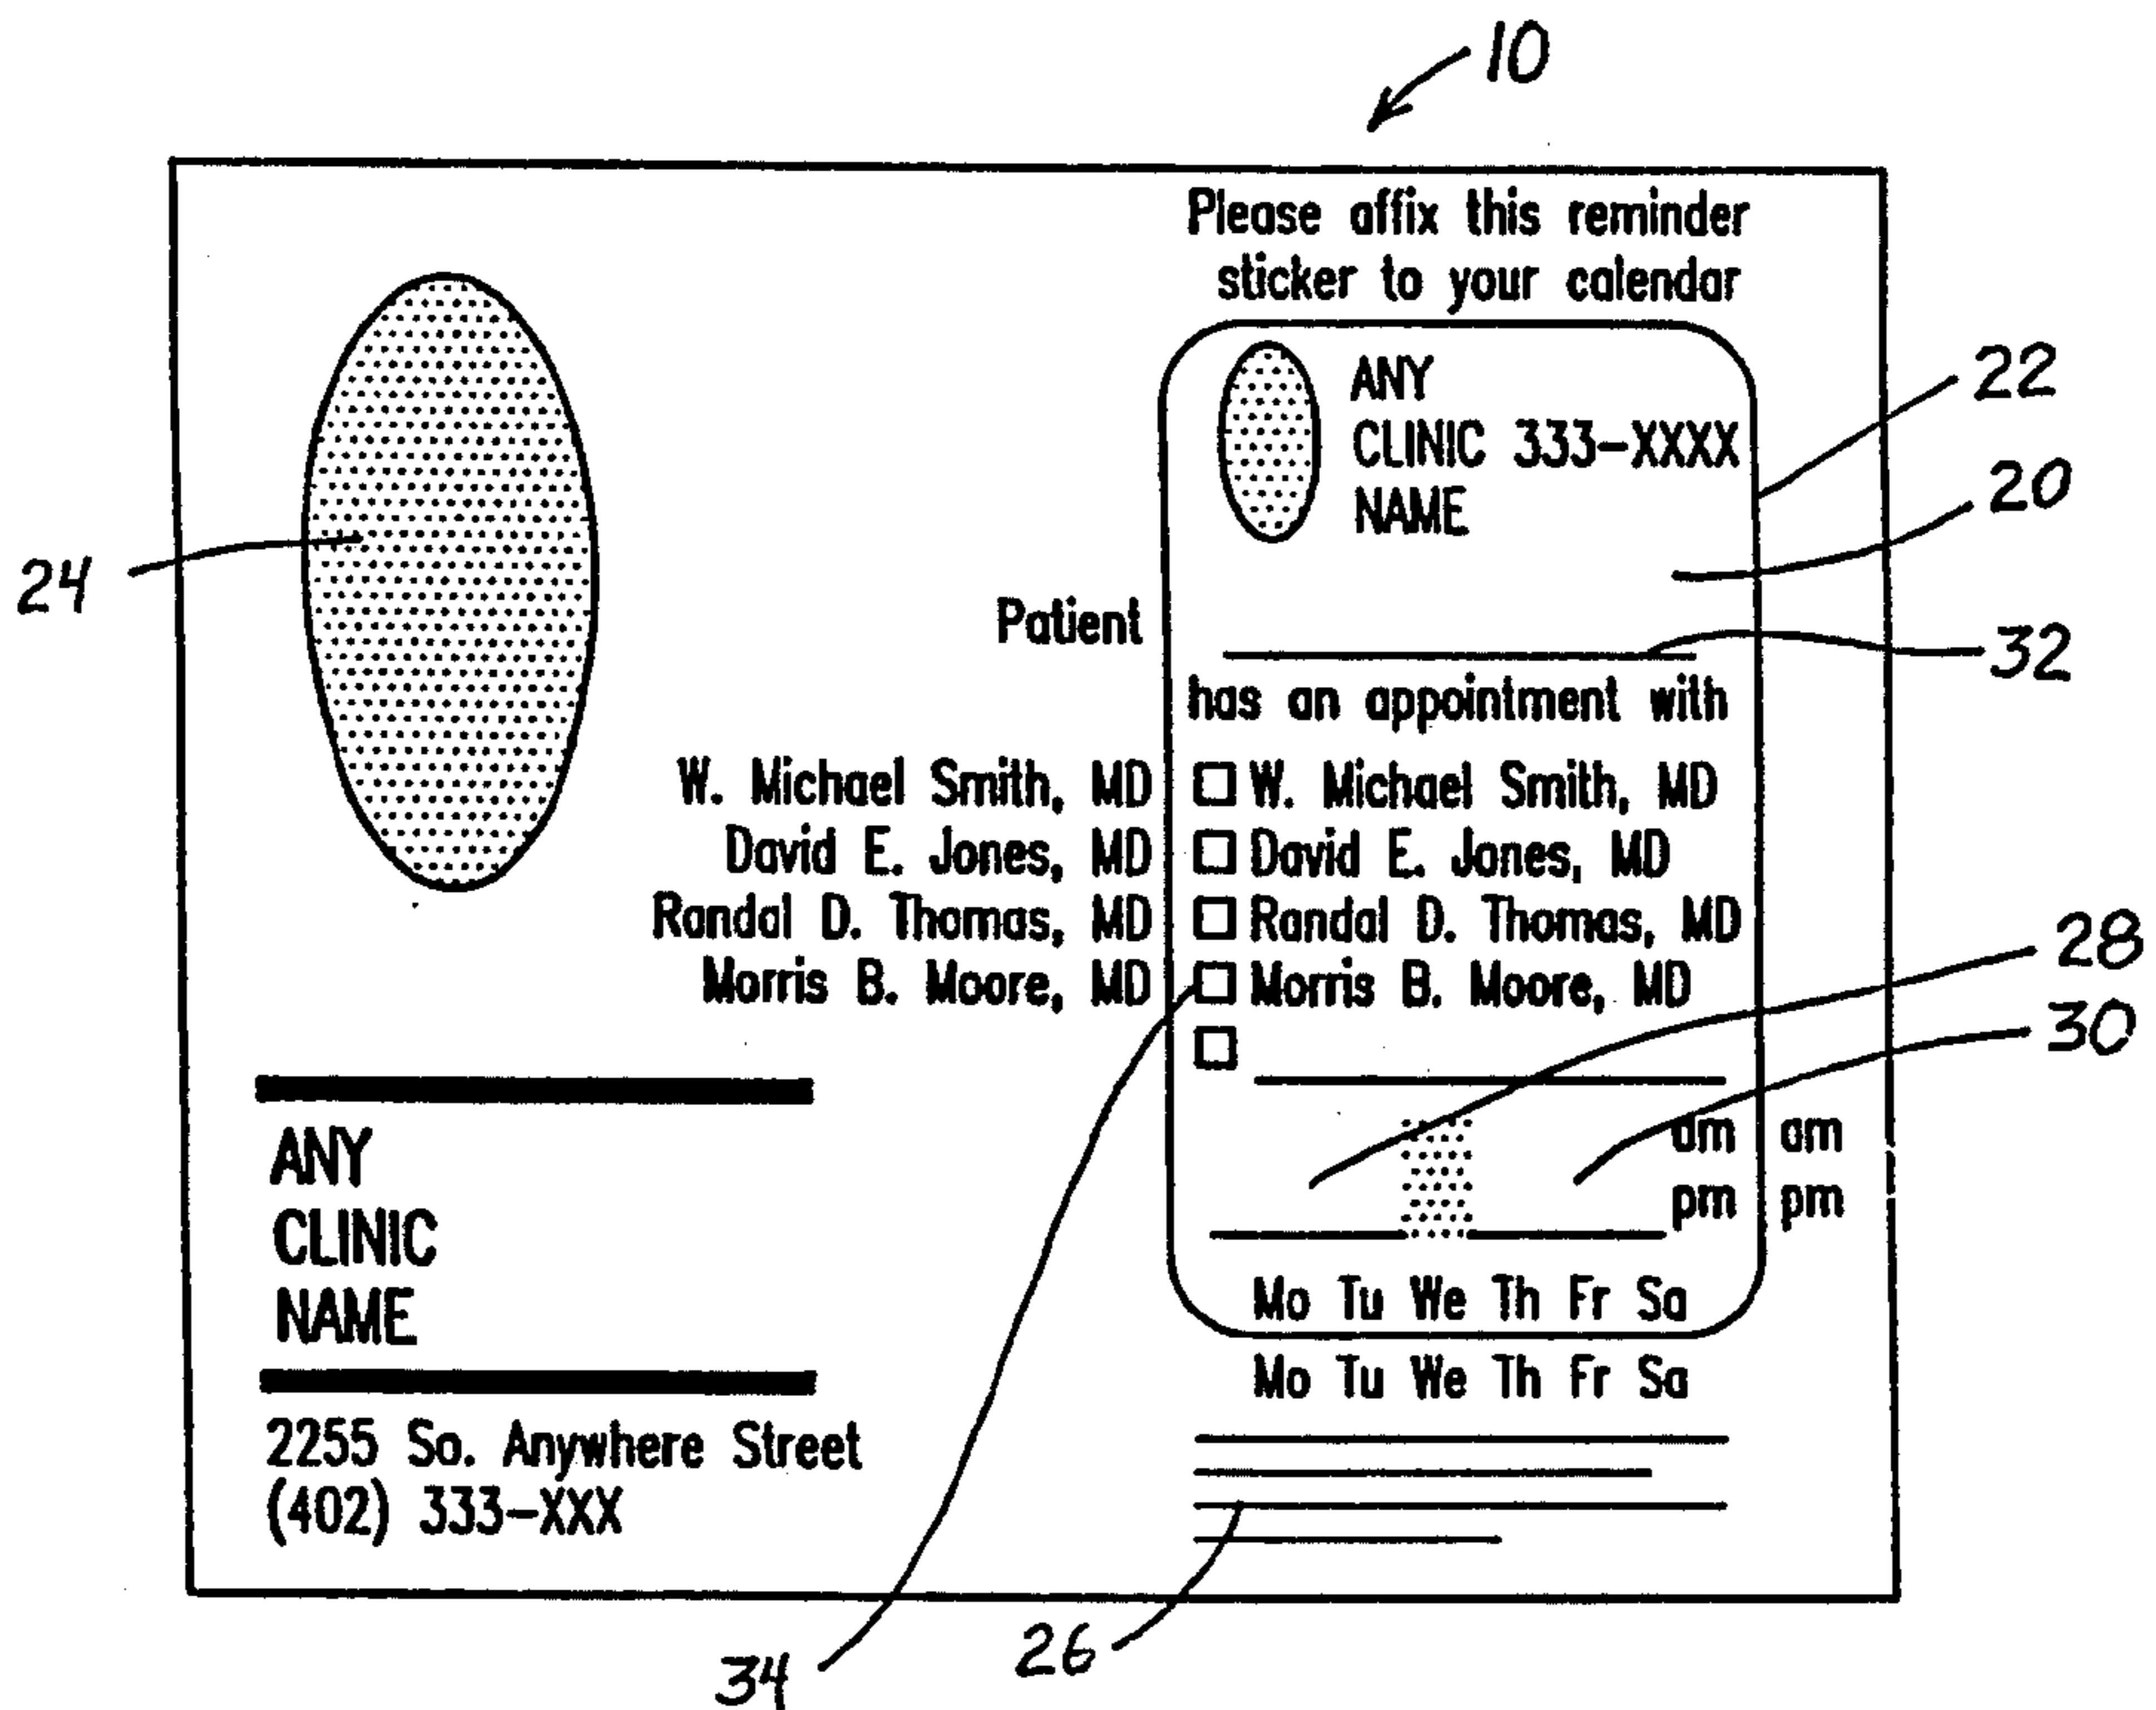 10
Please affix this reminder
sticker to your calendar
22
ANY
CLINIC 333-XXXX
NAME
20
24
Patient
32
has an appointment with
W. Michael Smith, MD □ W. Michael Smith, MD
David E. Jones, MD □ David E. Jones, MD
Randal D. Thomas, MD □ Randal D. Thomas, MD
Morris B. Moore, MD □ Morris B. Moore, MD
□
28
30
am am
pm pm
Mo Tu We Th Fr Sa
Mo Tu We Th Fr Sa
ANY
CLINIC
NAME
2255 So. Anywhere Street
(402) 333-XXX
34
26